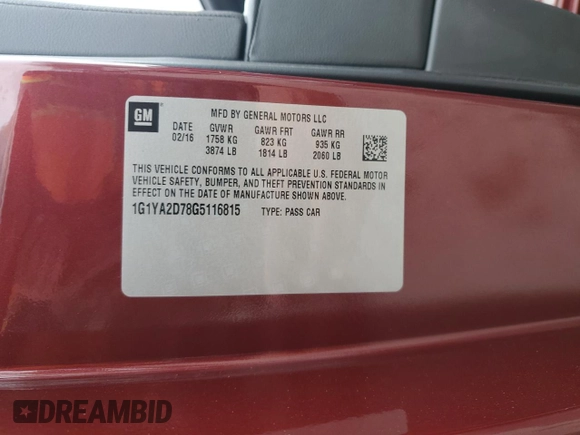 GM
MFD BY GENERAL MOTORS LLC
DATE GVWR GAWR FRT GAWR RR
02/16 1758 KG 823 KG 935 KG
3874 LB 1814 LB 2060 LB
THIS VEHICLE CONFORMS TO ALL APPLICABLE U.S. FEDERAL MOTOR
VEHICLE SAFETY, BUMPER, AND THEFT PREVENTION STANDARDS IN
EFFECT ON THE DATE OF MANUFACTURE SHOWN ABOVE.
1G1YA2D78G5116815 TYPE: PASS CAR
DREAMBID